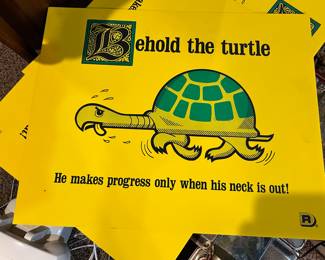 Behold the turtle
He makes progress only when his neck is out!
R